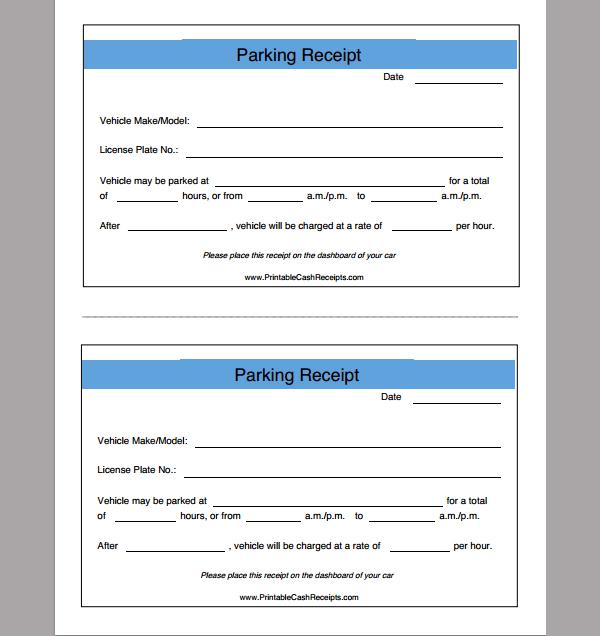 Parking Receipt
Date
Vehicle Make/Model:
License Plate No.:
Vehicle may be parked at for a total
of hours, or from a.m./p.m. to a.m./p.m.
After , vehicle will be charged at a rate of per hour.
Please place this receipt on the dashboard of your car
www.PrintableCashReceipts.com
Parking Receipt
Date
Vehicle Make/Model:
License Plate No.:
Vehicle may be parked at for a total
of hours, or from a.m./p.m. to a.m./p.m.
After , vehicle will be charged at a rate of per hour.
Please place this receipt on the dashboard of your car
www.PrintableCashReceipts.com